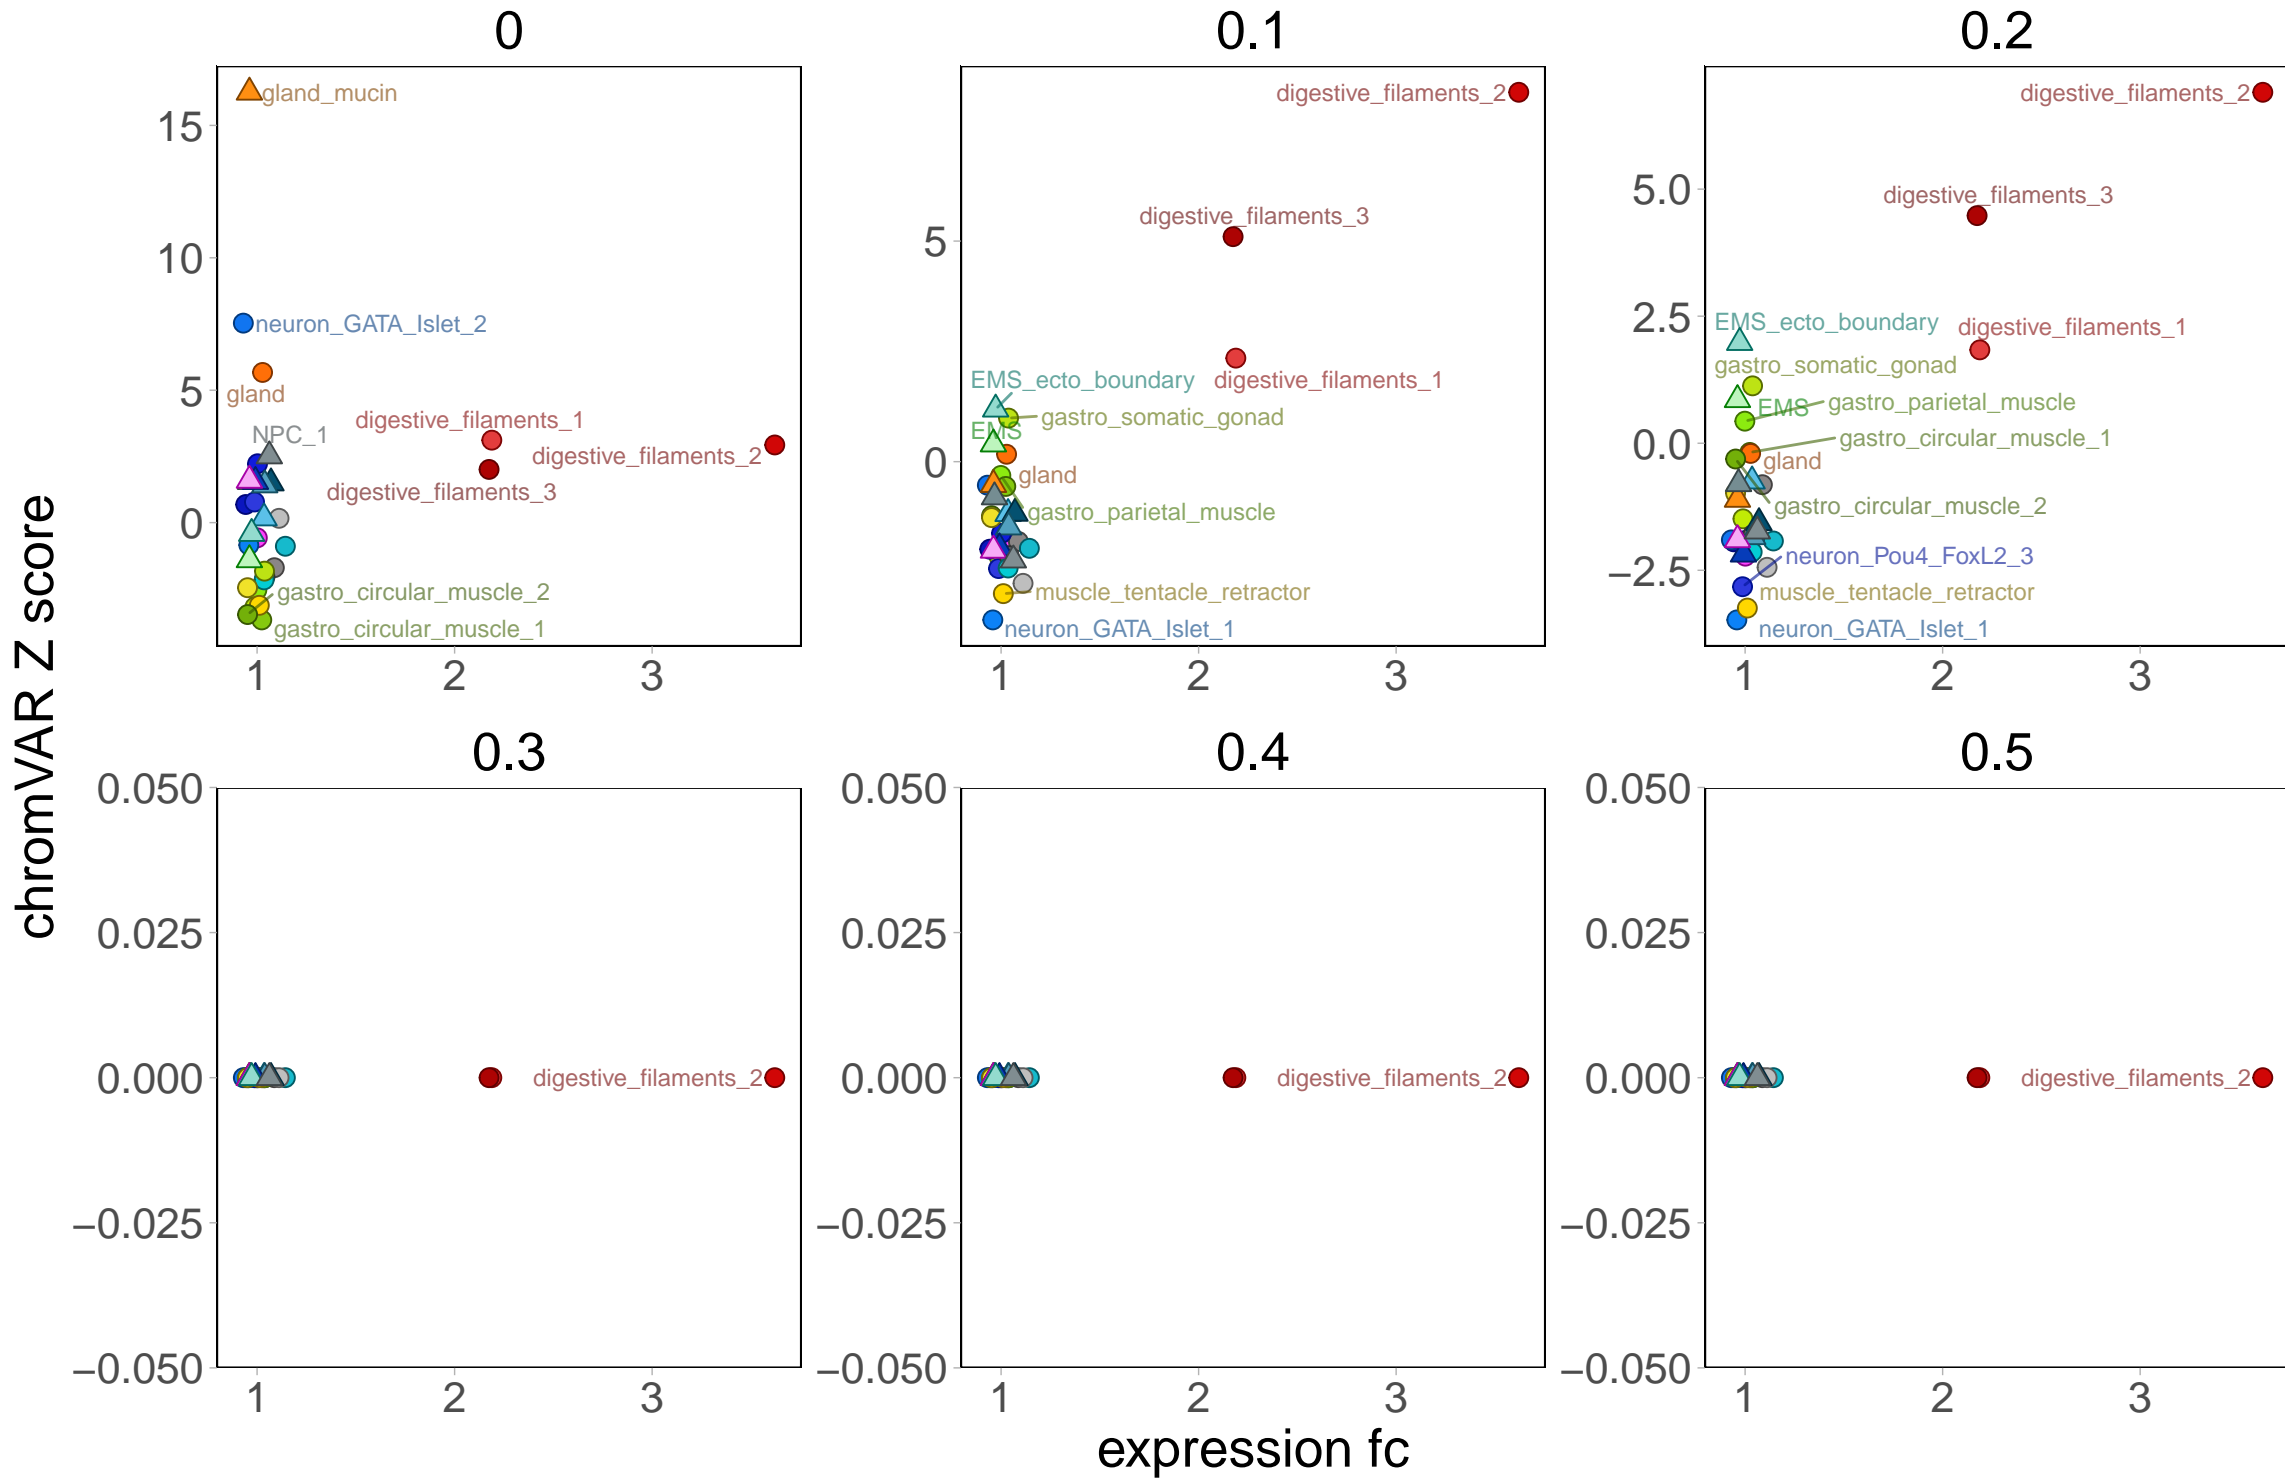 0
0.1
0.2
gland_mucin
15
10
5
0
neuron_GATA_Islet_2
gland
NPC_1
digestive_filaments_1
digestive_filaments_2
digestive_filaments_3
gastro_circular_muscle_2
gastro_circular_muscle_1
1
2
3
digestive_filaments_2
digestive_filaments_3
5
0
EMS_ecto_boundary
digestive_filaments_1
gastro_somatic_gonad
EMS
gland
gastro_parietal_muscle
muscle_tentacle_retractor
neuron_GATA_Islet_1
1
2
3
digestive_filaments_2
5.0
2.5
0.0
−2.5
digestive_filaments_3
EMS_ecto_boundary
digestive_filaments_1
gastro_somatic_gonad
EMS
gastro_parietal_muscle
gastro_circular_muscle_1
gland
gastro_circular_muscle_2
neuron_Pou4_FoxL2_3
muscle_tentacle_retractor
neuron_GATA_Islet_1
1
2
3
chromVAR Z score
0.3
0.4
0.5
0.050
0.025
0.000
−0.025
−0.050
digestive_filaments_2
1
2
3
0.050
0.025
0.000
−0.025
−0.050
digestive_filaments_2
1
2
3
0.050
0.025
0.000
−0.025
−0.050
digestive_filaments_2
1
2
3
expression fc